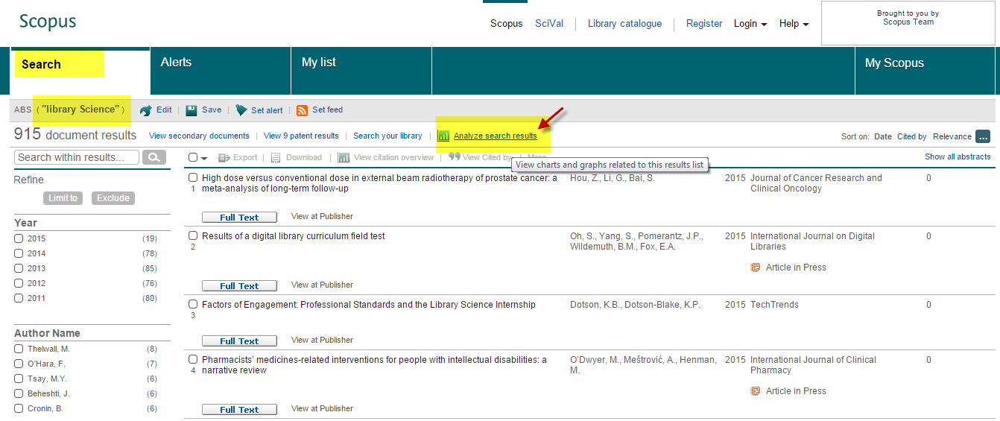 Scopus
Scopus SciVal Library catalogue Register Login Help
Brought to you by
Scopus Team
Search Alerts My list My Scopus
ABS ( "library Science" ) Edit | Save | Set alert | Set feed
915 document results View secondary documents | View 9 patent results | Search your library | Analyze search results Sort on: Date Cited by Relevance ...
Search within results... Export | Download | View citation overview | View Cited by | More... Show all abstracts
View charts and graphs related to this results list
Refine
Limit to Exclude
Year
2015 (19)
2014 (78)
2013 (85)
2012 (76)
2011 (80)
Author Name
Thelwall, M. (8)
O'Hara, F. (7)
Tsay, M.Y. (6)
Beheshti, J. (6)
Cronin, B. (6)
1 High dose versus conventional dose in external beam radiotherapy of prostate cancer: a
meta-analysis of long-term follow-up
Hou, Z., Li, G., Bai, S.
2015 Journal of Cancer Research and
Clinical Oncology
0
Full Text View at Publisher
2 Results of a digital library curriculum field test
Oh, S., Yang, S., Pomerantz, J.P.,
Wildemuth, B.M., Fox, E.A.
2015 International Journal on Digital
Libraries
0
Article in Press
Full Text View at Publisher
3 Factors of Engagement: Professional Standards and the Library Science Internship
Dotson, K.B., Dotson-Blake, K.P.
2015 TechTrends
0
Full Text View at Publisher
4 Pharmacists' medicines-related interventions for people with intellectual disabilities: a
narrative review
O'Dwyer, M., Meštrović, A., Henman,
M.
2015 International Journal of Clinical
Pharmacy
0
Article in Press
Full Text View at Publisher